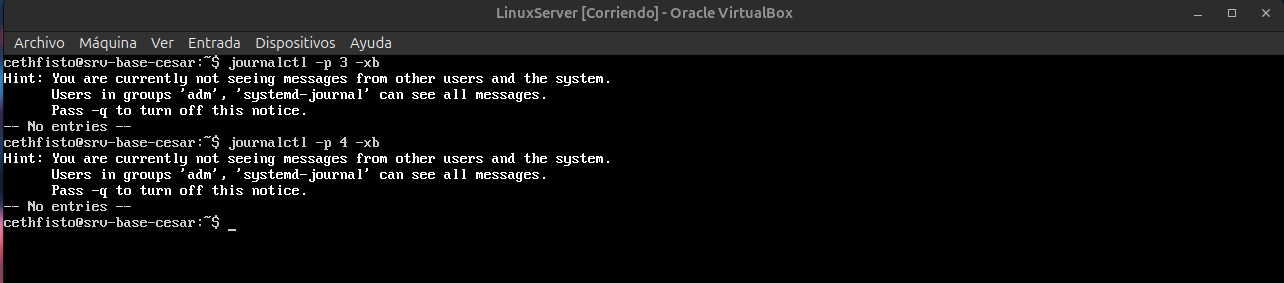 LinuxServer [Corriendo] - Oracle VirtualBox
Archivo Máquina Ver Entrada Dispositivos Ayuda
cethfisto@srv-base-cesar:~$ journalctl -p 3 -xb
Hint: You are currently not seeing messages from other users and the system.
      Users in groups 'adm', 'systemd-journal' can see all messages.
      Pass -q to turn off this notice.
-- No entries --
cethfisto@srv-base-cesar:~$ journalctl -p 4 -xb
Hint: You are currently not seeing messages from other users and the system.
      Users in groups 'adm', 'systemd-journal' can see all messages.
      Pass -q to turn off this notice.
-- No entries --
cethfisto@srv-base-cesar:~$ _